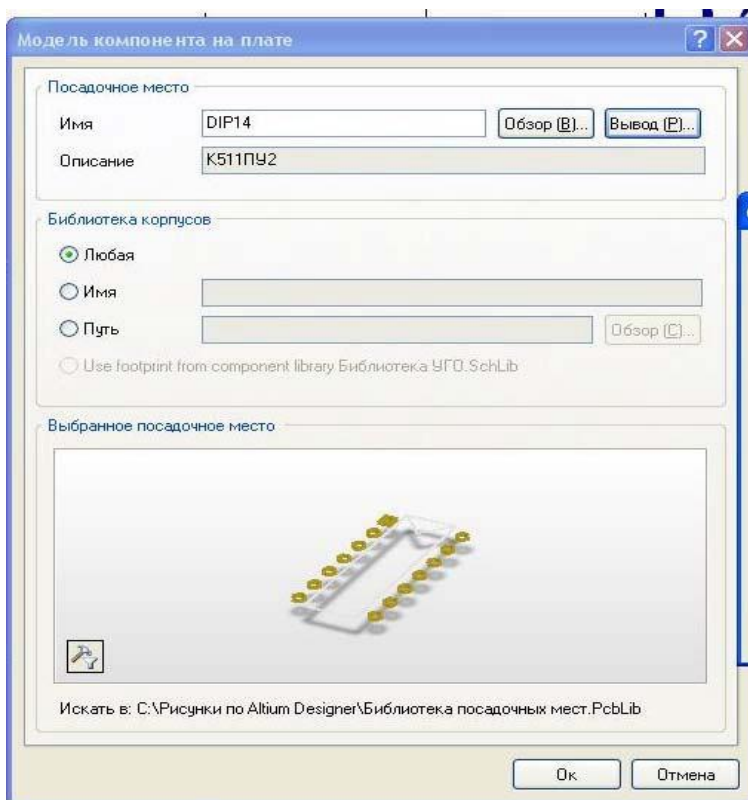 Модель компонента на плате
Посадочное место
Имя DIP14 Обзор (B)... Вывод (P)...
Описание К511ПУ2
Библиотека корпусов
Любая
Имя
Путь Обзор (C)...
Use footprint from component library Библиотека УГО.SchLib
Выбранное посадочное место
Искать в: C:\Рисунки по Altium Designer\Библиотека посадочных мест.PcbLib
Ок Отмена